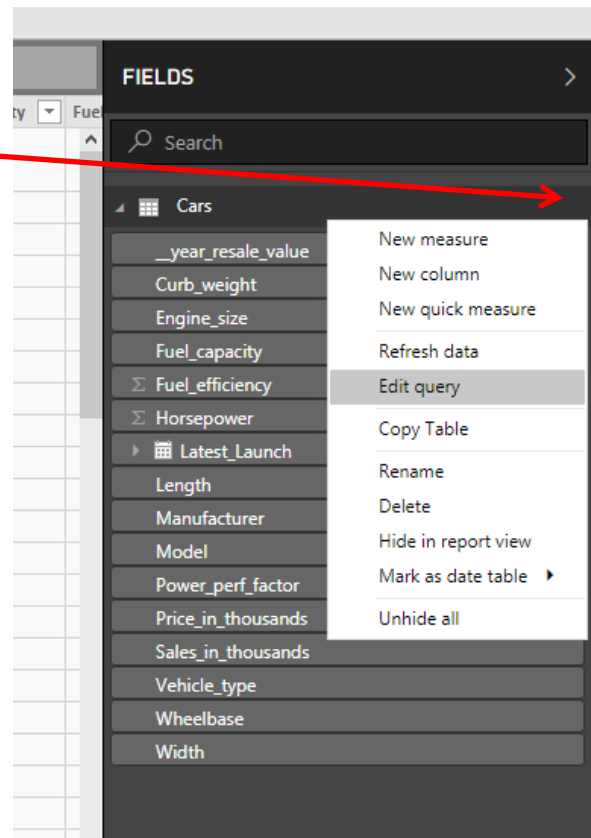 FIELDS
ty Fuel
Search
Cars
__year_resale_value
Curb_weight
Engine_size
Fuel_capacity
Σ Fuel_efficiency
Σ Horsepower
Latest_Launch
Length
Manufacturer
Model
Power_perf_factor
Price_in_thousands
Sales_in_thousands
Vehicle_type
Wheelbase
Width
New measure
New column
New quick measure
Refresh data
Edit query
Copy Table
Rename
Delete
Hide in report view
Mark as date table
Unhide all